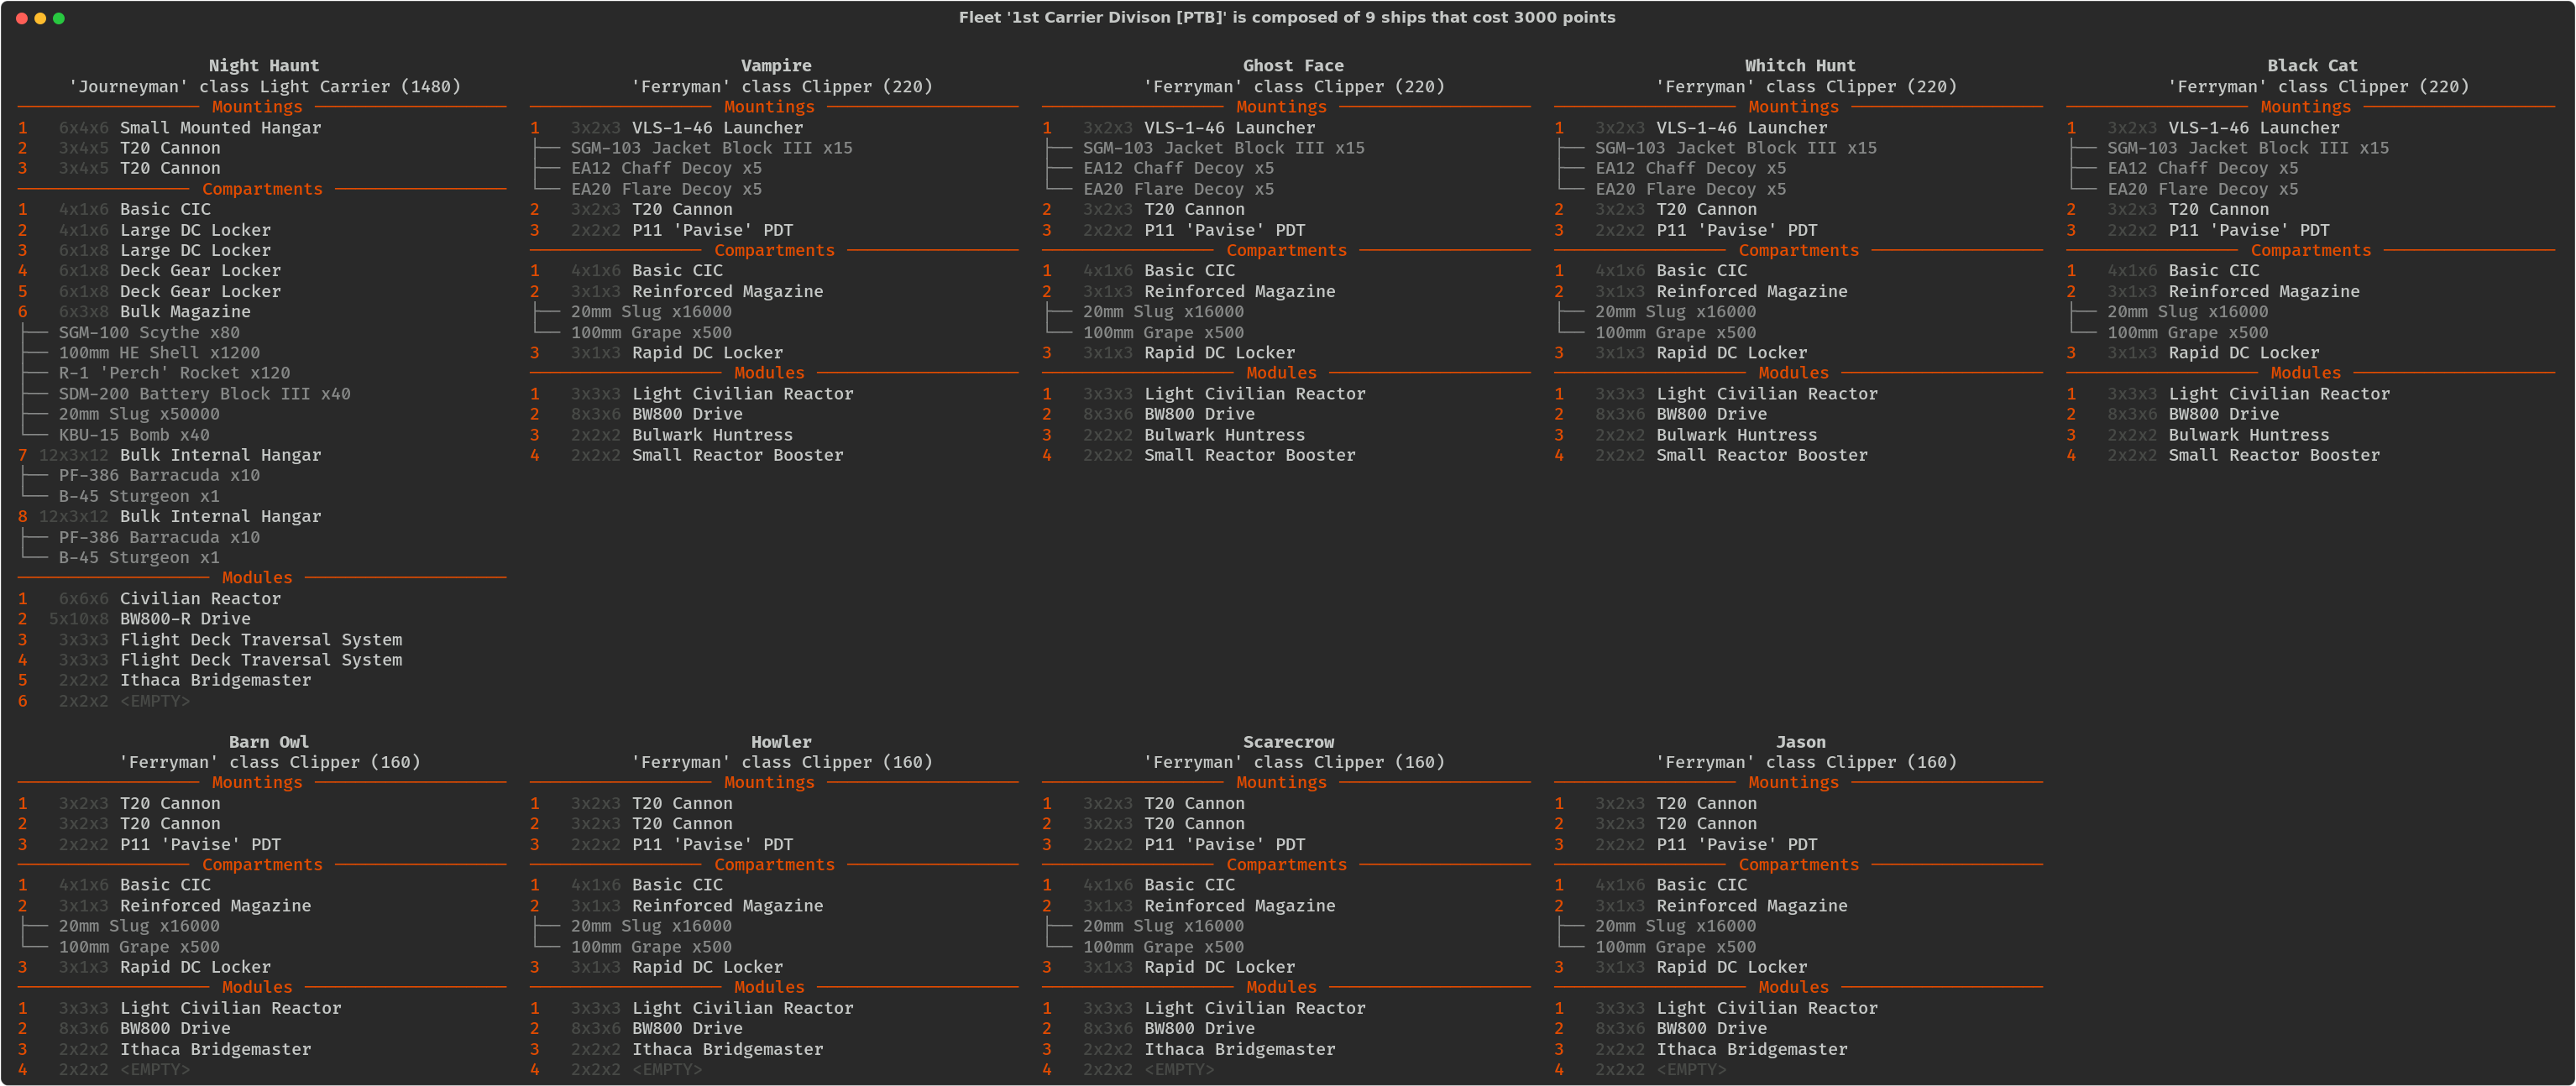 Fleet '1st Carrier Divison [PTB]' is composed of 9 ships that cost 3000 points
Night Haunt
'Journeyman' class Light Carrier (1480)
Mountings
1 6x4x6 Small Mounted Hangar
2 3x4x5 T20 Cannon
3 3x4x5 T20 Cannon
Compartments
1 4x1x6 Basic CIC
2 4x1x6 Large DC Locker
3 6x1x8 Large DC Locker
4 6x1x8 Deck Gear Locker
5 6x1x8 Deck Gear Locker
6 6x3x8 Bulk Magazine
SGM-100 Scythe x80
100mm HE Shell x1200
R-1 'Perch' Rocket x120
SDM-200 Battery Block III x40
20mm Slug x50000
KBU-15 Bomb x40
7 12x3x12 Bulk Internal Hangar
PF-386 Barracuda x10
B-45 Sturgeon x1
8 12x3x12 Bulk Internal Hangar
PF-386 Barracuda x10
B-45 Sturgeon x1
Modules
1 6x6x6 Civilian Reactor
2 5x10x8 BW800-R Drive
3 3x3x3 Flight Deck Traversal System
4 3x3x3 Flight Deck Traversal System
5 2x2x2 Ithaca Bridgemaster
6 2x2x2 <EMPTY>
Vampire
'Ferryman' class Clipper (220)
Mountings
1 3x2x3 VLS-1-46 Launcher
SGM-103 Jacket Block III x15
EA12 Chaff Decoy x5
EA20 Flare Decoy x5
2 3x2x3 T20 Cannon
3 2x2x2 P11 'Pavise' PDT
Compartments
1 4x1x6 Basic CIC
2 3x1x3 Reinforced Magazine
20mm Slug x16000
100mm Grape x500
3 3x1x3 Rapid DC Locker
Modules
1 3x3x3 Light Civilian Reactor
2 8x3x6 BW800 Drive
3 2x2x2 Bulwark Huntress
4 2x2x2 Small Reactor Booster
Ghost Face
'Ferryman' class Clipper (220)
Mountings
1 3x2x3 VLS-1-46 Launcher
SGM-103 Jacket Block III x15
EA12 Chaff Decoy x5
EA20 Flare Decoy x5
2 3x2x3 T20 Cannon
3 2x2x2 P11 'Pavise' PDT
Compartments
1 4x1x6 Basic CIC
2 3x1x3 Reinforced Magazine
20mm Slug x16000
100mm Grape x500
3 3x1x3 Rapid DC Locker
Modules
1 3x3x3 Light Civilian Reactor
2 8x3x6 BW800 Drive
3 2x2x2 Bulwark Huntress
4 2x2x2 Small Reactor Booster
Whitch Hunt
'Ferryman' class Clipper (220)
Mountings
1 3x2x3 VLS-1-46 Launcher
SGM-103 Jacket Block III x15
EA12 Chaff Decoy x5
EA20 Flare Decoy x5
2 3x2x3 T20 Cannon
3 2x2x2 P11 'Pavise' PDT
Compartments
1 4x1x6 Basic CIC
2 3x1x3 Reinforced Magazine
20mm Slug x16000
100mm Grape x500
3 3x1x3 Rapid DC Locker
Modules
1 3x3x3 Light Civilian Reactor
2 8x3x6 BW800 Drive
3 2x2x2 Bulwark Huntress
4 2x2x2 Small Reactor Booster
Black Cat
'Ferryman' class Clipper (220)
Mountings
1 3x2x3 VLS-1-46 Launcher
SGM-103 Jacket Block III x15
EA12 Chaff Decoy x5
EA20 Flare Decoy x5
2 3x2x3 T20 Cannon
3 2x2x2 P11 'Pavise' PDT
Compartments
1 4x1x6 Basic CIC
2 3x1x3 Reinforced Magazine
20mm Slug x16000
100mm Grape x500
3 3x1x3 Rapid DC Locker
Modules
1 3x3x3 Light Civilian Reactor
2 8x3x6 BW800 Drive
3 2x2x2 Bulwark Huntress
4 2x2x2 Small Reactor Booster
Barn Owl
'Ferryman' class Clipper (160)
Mountings
1 3x2x3 T20 Cannon
2 3x2x3 T20 Cannon
3 2x2x2 P11 'Pavise' PDT
Compartments
1 4x1x6 Basic CIC
2 3x1x3 Reinforced Magazine
20mm Slug x16000
100mm Grape x500
3 3x1x3 Rapid DC Locker
Modules
1 3x3x3 Light Civilian Reactor
2 8x3x6 BW800 Drive
3 2x2x2 Ithaca Bridgemaster
4 2x2x2 <EMPTY>
Howler
'Ferryman' class Clipper (160)
Mountings
1 3x2x3 T20 Cannon
2 3x2x3 T20 Cannon
3 2x2x2 P11 'Pavise' PDT
Compartments
1 4x1x6 Basic CIC
2 3x1x3 Reinforced Magazine
20mm Slug x16000
100mm Grape x500
3 3x1x3 Rapid DC Locker
Modules
1 3x3x3 Light Civilian Reactor
2 8x3x6 BW800 Drive
3 2x2x2 Ithaca Bridgemaster
4 2x2x2 <EMPTY>
Scarecrow
'Ferryman' class Clipper (160)
Mountings
1 3x2x3 T20 Cannon
2 3x2x3 T20 Cannon
3 2x2x2 P11 'Pavise' PDT
Compartments
1 4x1x6 Basic CIC
2 3x1x3 Reinforced Magazine
20mm Slug x16000
100mm Grape x500
3 3x1x3 Rapid DC Locker
Modules
1 3x3x3 Light Civilian Reactor
2 8x3x6 BW800 Drive
3 2x2x2 Ithaca Bridgemaster
4 2x2x2 <EMPTY>
Jason
'Ferryman' class Clipper (160)
Mountings
1 3x2x3 T20 Cannon
2 3x2x3 T20 Cannon
3 2x2x2 P11 'Pavise' PDT
Compartments
1 4x1x6 Basic CIC
2 3x1x3 Reinforced Magazine
20mm Slug x16000
100mm Grape x500
3 3x1x3 Rapid DC Locker
Modules
1 3x3x3 Light Civilian Reactor
2 8x3x6 BW800 Drive
3 2x2x2 Ithaca Bridgemaster
4 2x2x2 <EMPTY>